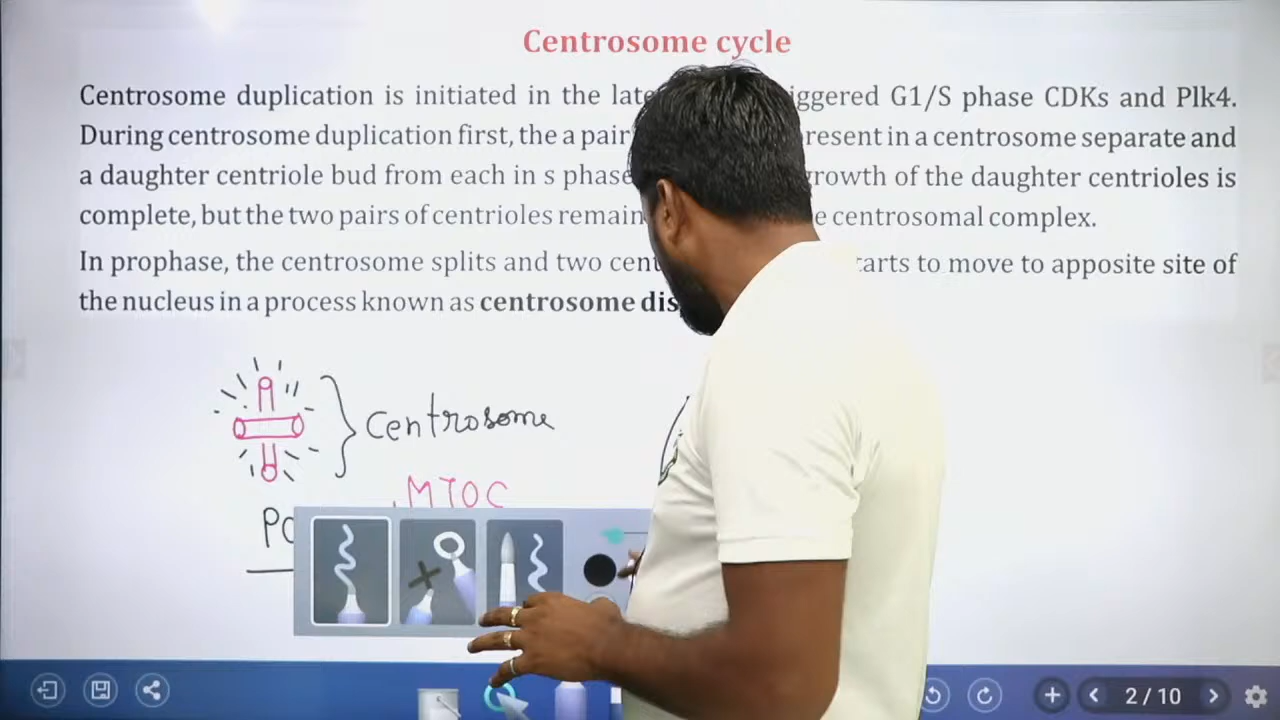 Centrosome cycle
Centrosome duplication is initiated in the late iggered G1/S phase CDKs and Plk4.
During centrosome duplication first, the a pair resent in a centrosome separate and
a daughter centriole bud from each in s phase growth of the daughter centrioles is
complete, but the two pairs of centrioles remain centrosomal complex.
In prophase, the centrosome splits and two cent tarts to move to apposite site of
the nucleus in a process known as centrosome dis
Centrosome
MTOC
PC
2/10